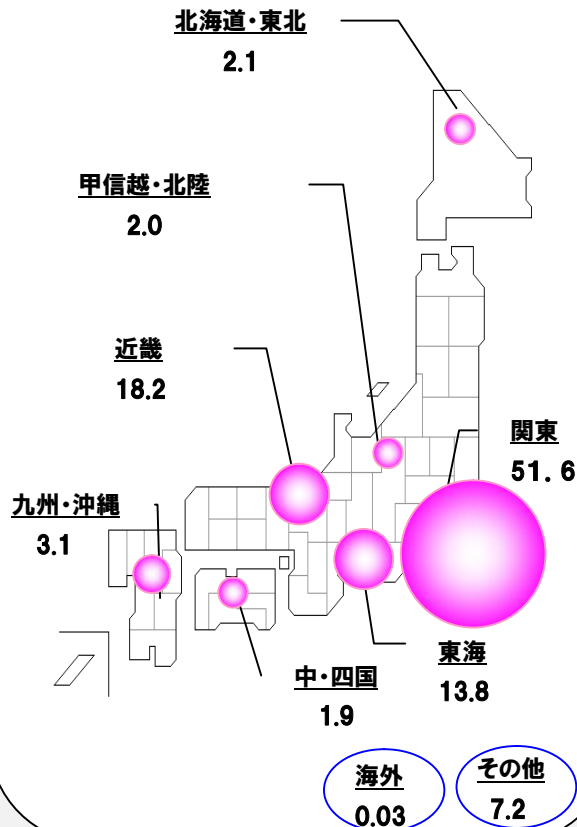 北海道・東北
2.1
甲信越・北陸
2.0
近畿
18.2
関東
51.6
九州・沖縄
3.1
東海
13.8
中・四国
1.9
海外
0.03
その他
7.2